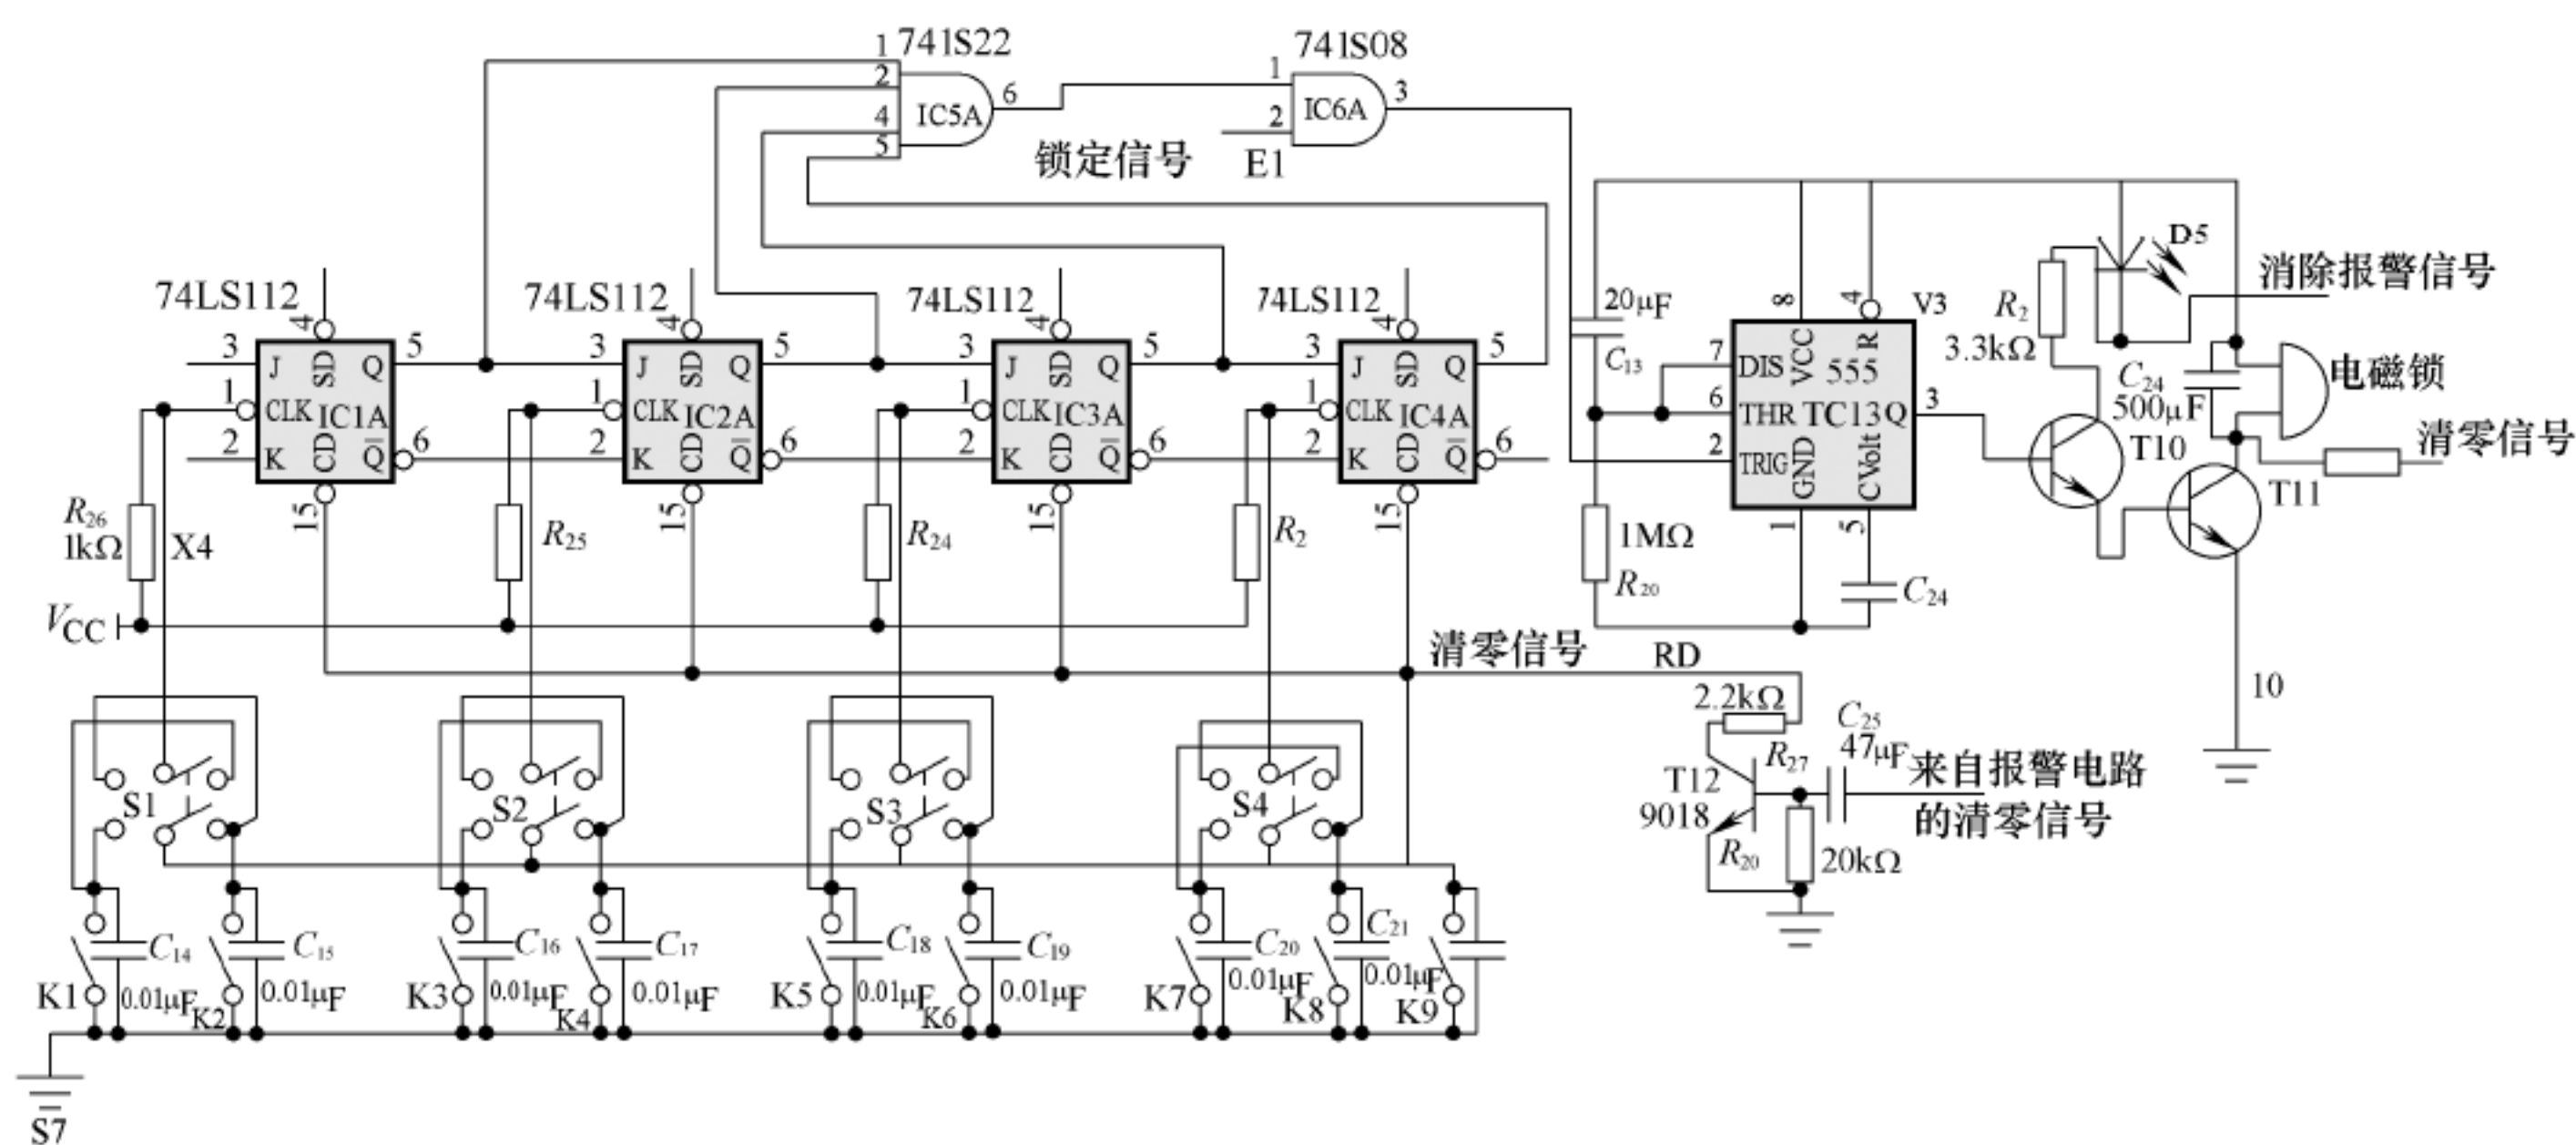 741S22
741S08
1
2
4
5
IC5A
6
1
2
IC6A
3
锁定信号
E1
74LS112
74LS112
74LS112
74LS112
4
4
4
4
3
J
SD
Q
5
3
J
SD
Q
5
3
J
SD
Q
5
3
J
SD
Q
5
1
CLK
IC1A
1
CLK
IC2A
1
CLK
IC3A
1
CLK
IC4A
2
K
CD
Q̅
6
2
K
CD
Q̅
6
2
K
CD
Q̅
6
2
K
CD
Q̅
15
15
15
15
R26
1kΩ
X4
R25
R24
R2
VCC
20μF
C13
1MΩ
R20
8
4
V3
7
DIS
VCC
R
555
6
THR
TC13
Q
3
2
TRIG
GND
CVolt
1
5
C24
R2
3.3kΩ
D5
消除报警信号
C24
500μF
电磁锁
T10
清零信号
T11
10
清零信号
RD
2.2kΩ
R27
C25
47μF
来自报警电路
的清零信号
T12
9018
R20
20kΩ
S1
S2
S3
S4
C14
C15
C16
C17
C18
C19
C20
C21
K1
0.01μF
K2
0.01μF
K3
0.01μF
K4
0.01μF
K5
0.01μF
K6
0.01μF
K7
0.01μF
K8
0.01μF
K9
S7